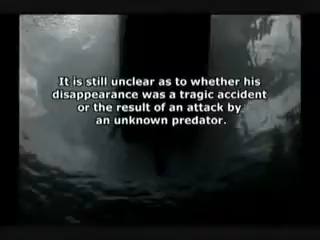 It is still unclear as to whether his
disappearance was a tragic accident
or the result of an attack by
an unknown predator.